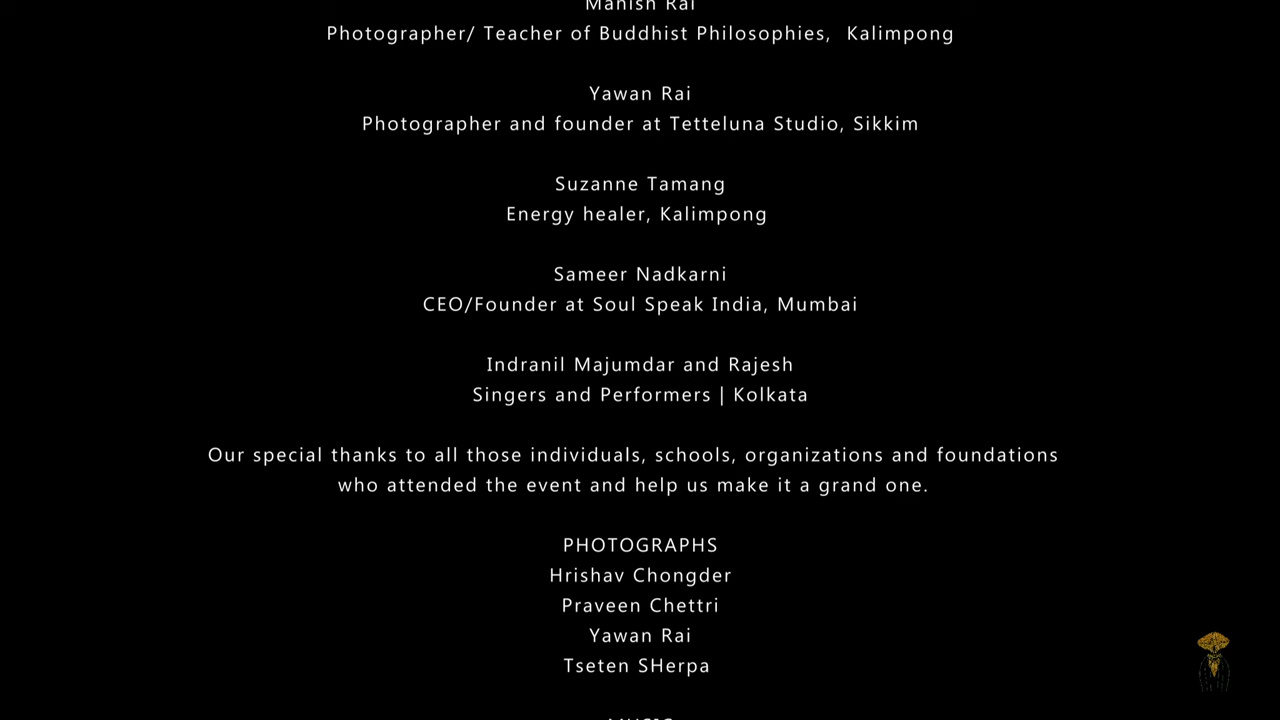 Manish Rai
Photographer/ Teacher of Buddhist Philosophies, Kalimpong
Yawan Rai
Photographer and founder at Tetteluna Studio, Sikkim
Suzanne Tamang
Energy healer, Kalimpong
Sameer Nadkarni
CEO/Founder at Soul Speak India, Mumbai
Indranil Majumdar and Rajesh
Singers and Performers | Kolkata
Our special thanks to all those individuals, schools, organizations and foundations
who attended the event and help us make it a grand one.
PHOTOGRAPHS
Hrishav Chongder
Praveen Chettri
Yawan Rai
Tseten SHerpa